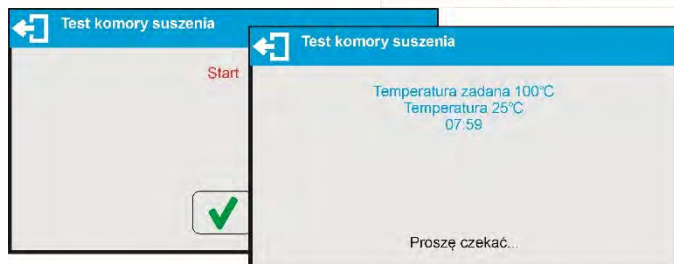 Test komory suszenia
Start
Test komory suszenia
Temperatura zadana 100°C
Temperatura 25°C
07:59
Proszę czekać...